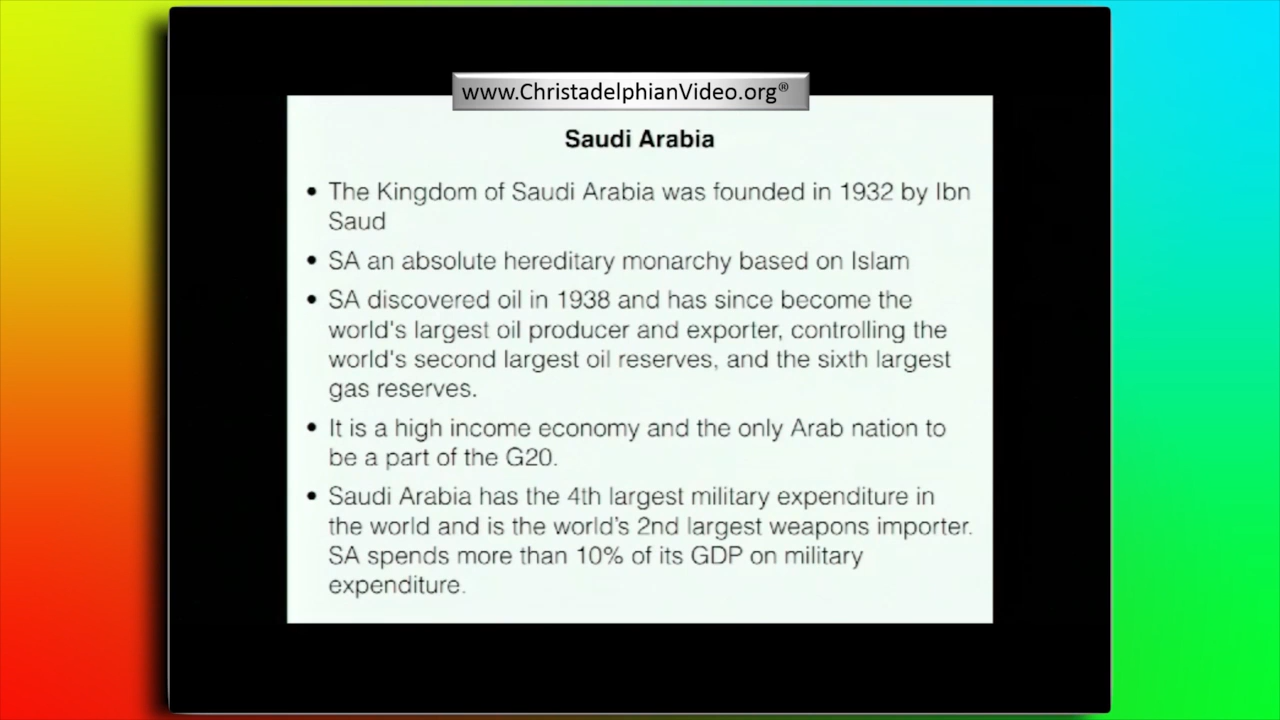 www.ChristadelphianVideo.org®
Saudi Arabia
• The Kingdom of Saudi Arabia was founded in 1932 by Ibn
Saud
• SA an absolute hereditary monarchy based on Islam
• SA discovered oil in 1938 and has since become the
world's largest oil producer and exporter, controlling the
world's second largest oil reserves, and the sixth largest
gas reserves.
• It is a high income economy and the only Arab nation to
be a part of the G20.
• Saudi Arabia has the 4th largest military expenditure in
the world and is the world's 2nd largest weapons importer.
SA spends more than 10% of its GDP on military
expenditure.